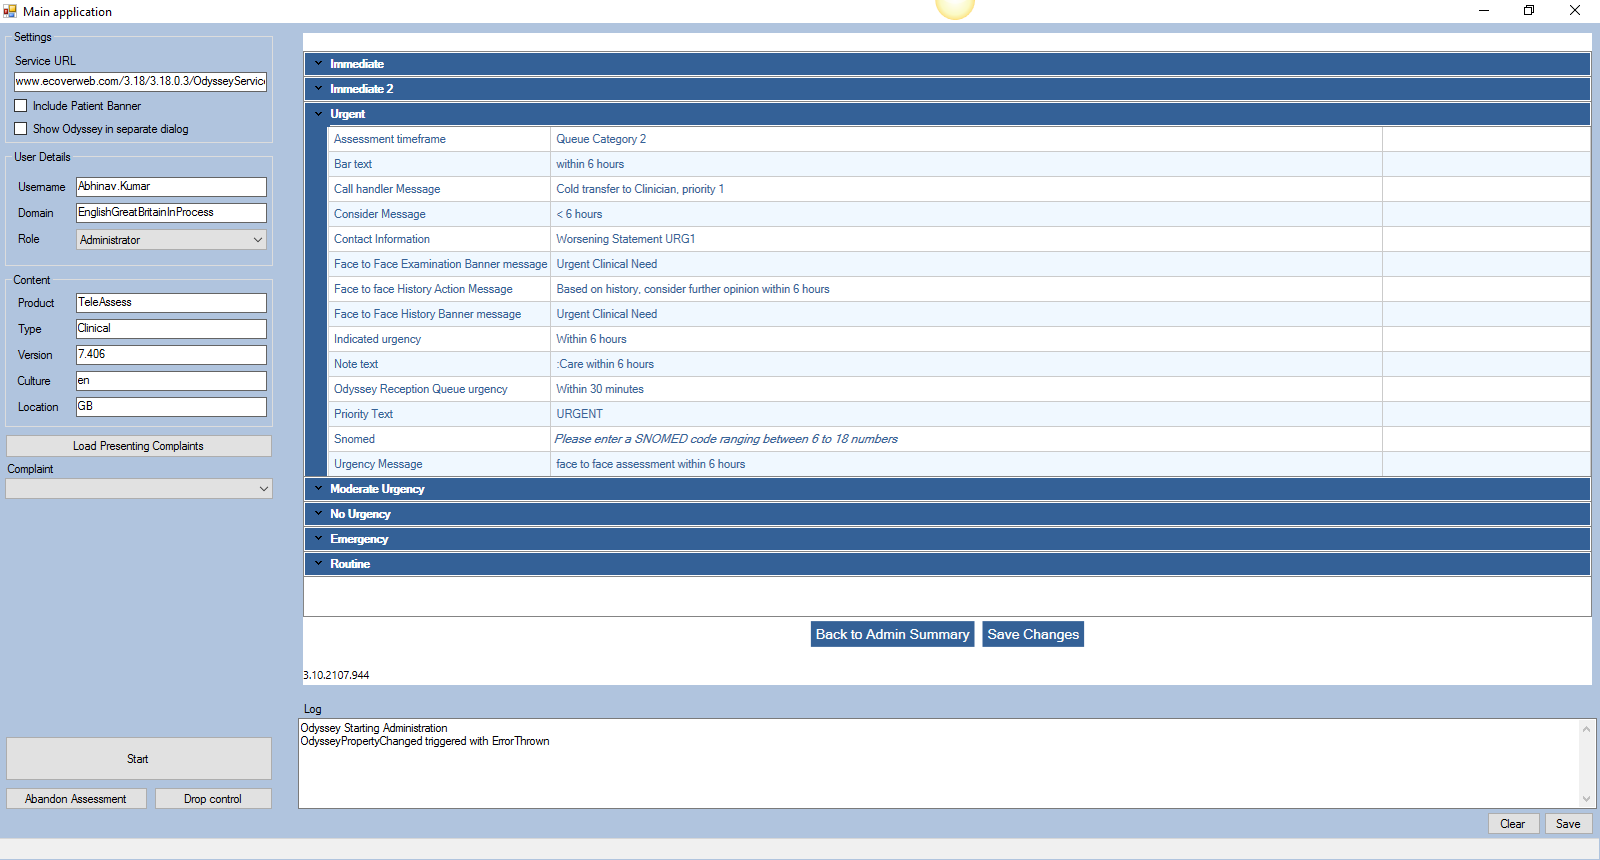 Main application
Settings
Service URL
www.ecoverweb.com/3.18/3.18.0.3/OdysseyService
Include Patient Banner
Show Odyssey in separate dialog
User Details
Username Abhinav.Kumar
Domain EnglishGreatBritainInProcess
Role Administrator
Content
Product TeleAssess
Type Clinical
Version 7.406
Culture en
Location GB
Load Presenting Complaints
Complaint
Start
Abandon Assessment Drop control
Immediate
Immediate 2
Urgent
Assessment timeframe Queue Category 2
Bar text within 6 hours
Call handler Message Cold transfer to Clinician, priority 1
Consider Message < 6 hours
Contact Information Worsening Statement URG1
Face to Face Examination Banner message Urgent Clinical Need
Face to face History Action Message Based on history, consider further opinion within 6 hours
Face to Face History Banner message Urgent Clinical Need
Indicated urgency Within 6 hours
Note text :Care within 6 hours
Odyssey Reception Queue urgency Within 30 minutes
Priority Text URGENT
Snomed Please enter a SNOMED code ranging between 6 to 18 numbers
Urgency Message face to face assessment within 6 hours
Moderate Urgency
No Urgency
Emergency
Routine
Back to Admin Summary Save Changes
3.10.2107.944
Log
Odyssey Starting Administration
OdysseyPropertyChanged triggered with ErrorThrown
Clear Save